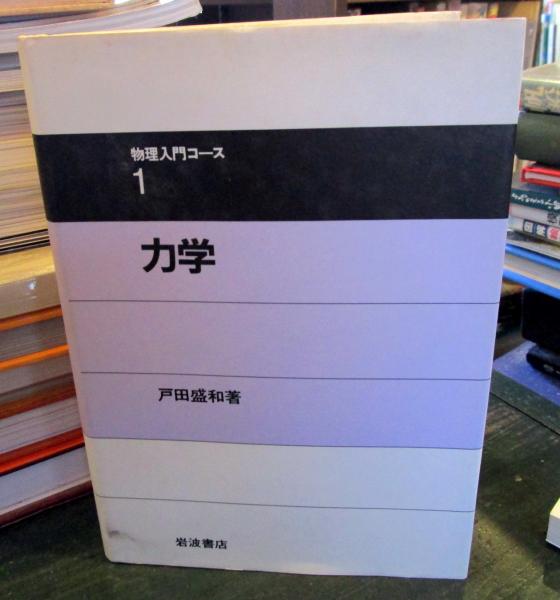 物理入門コース
1
力学
戸田盛和著
岩波書店